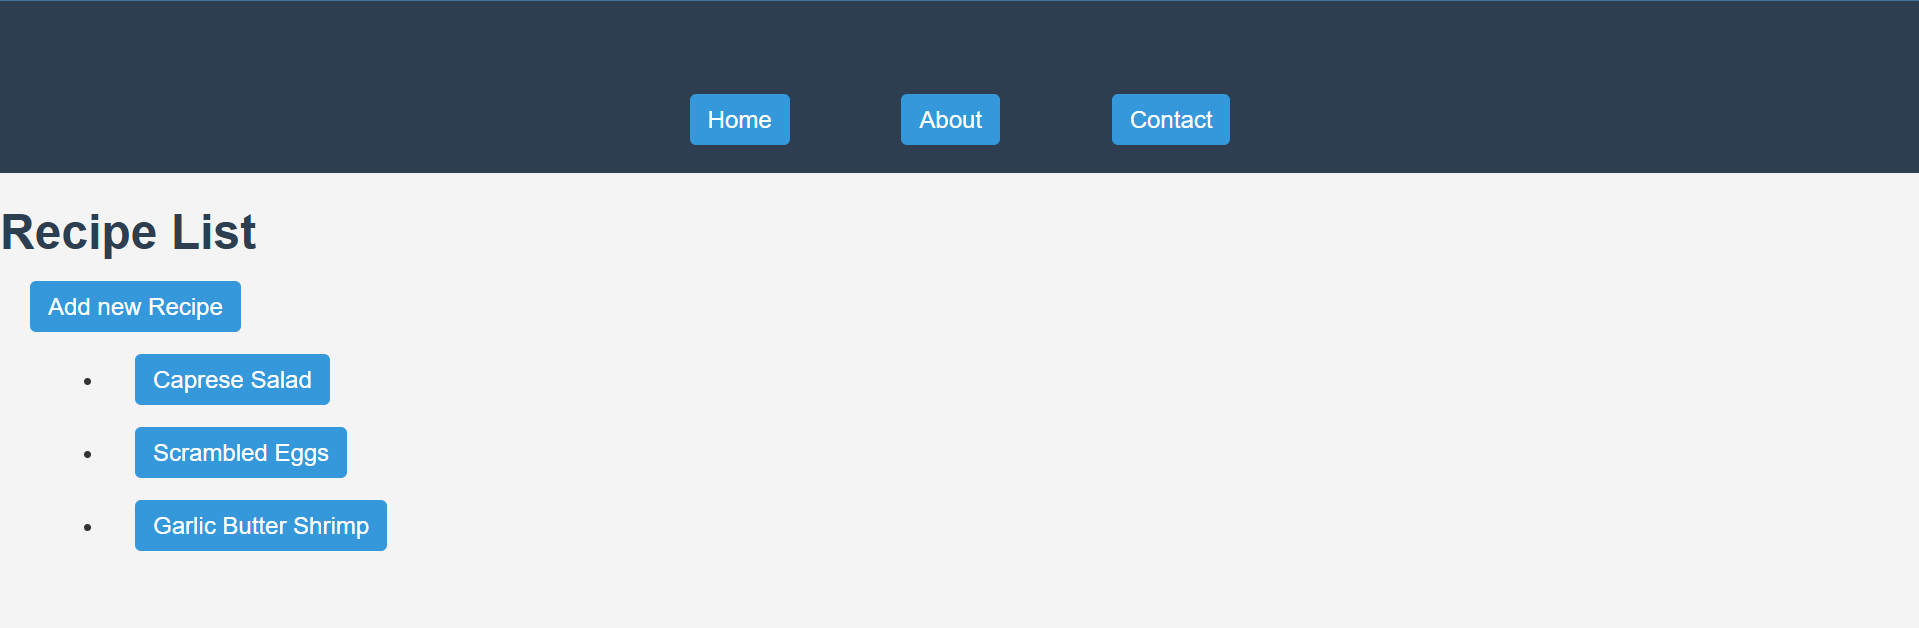 Home About Contact
Recipe List
Add new Recipe
Caprese Salad
Scrambled Eggs
Garlic Butter Shrimp